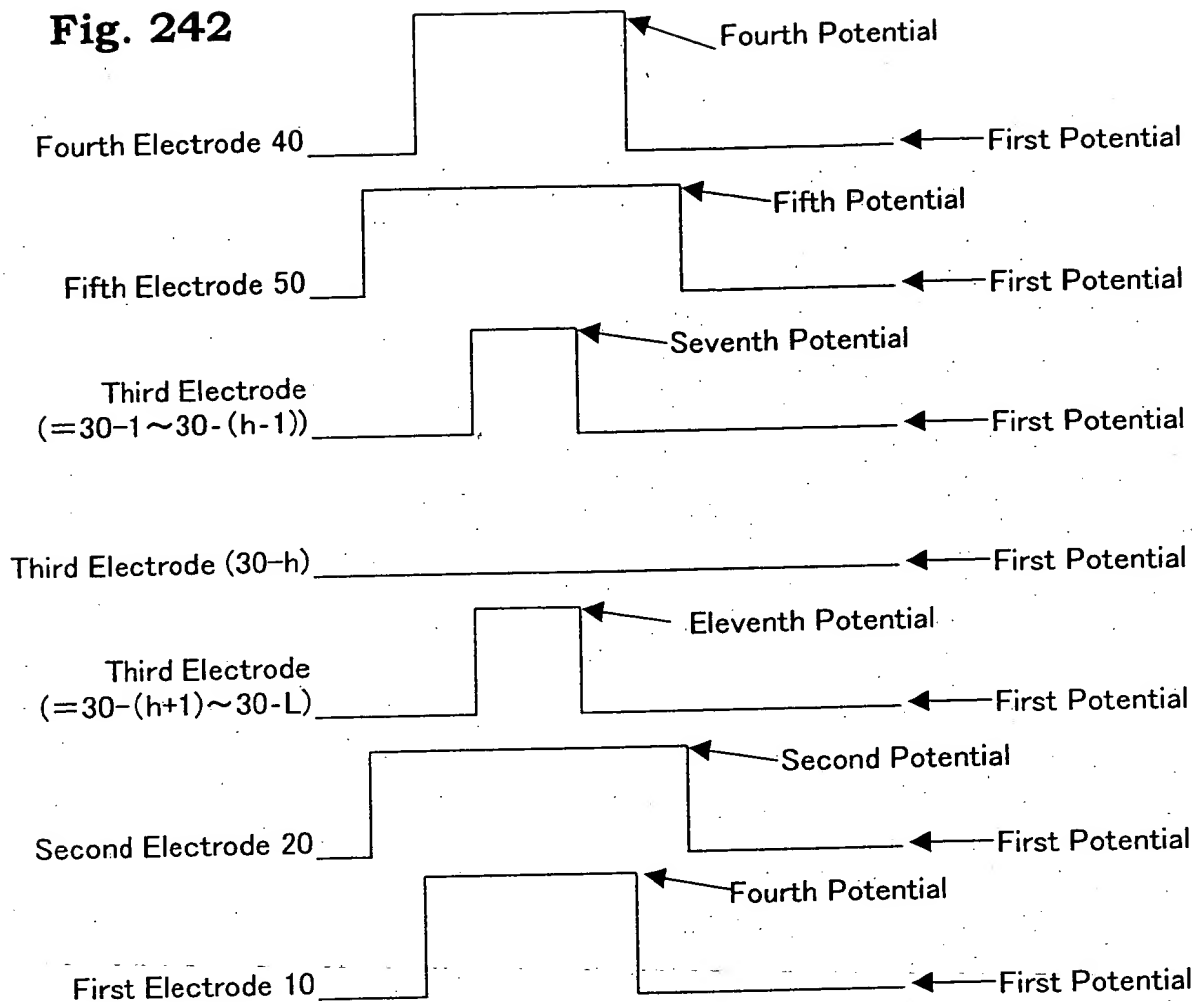 Fig. 242
Fourth Potential
Fourth Electrode 40
First Potential
Fifth Potential
Fifth Electrode 50
First Potential
Seventh Potential
Third Electrode
(=30-1~30-(h-1))
First Potential
Third Electrode (30-h)
First Potential
Eleventh Potential
Third Electrode
(=30-(h+1)~30-L)
First Potential
Second Potential
Second Electrode 20
First Potential
Fourth Potential
First Electrode 10
First Potential